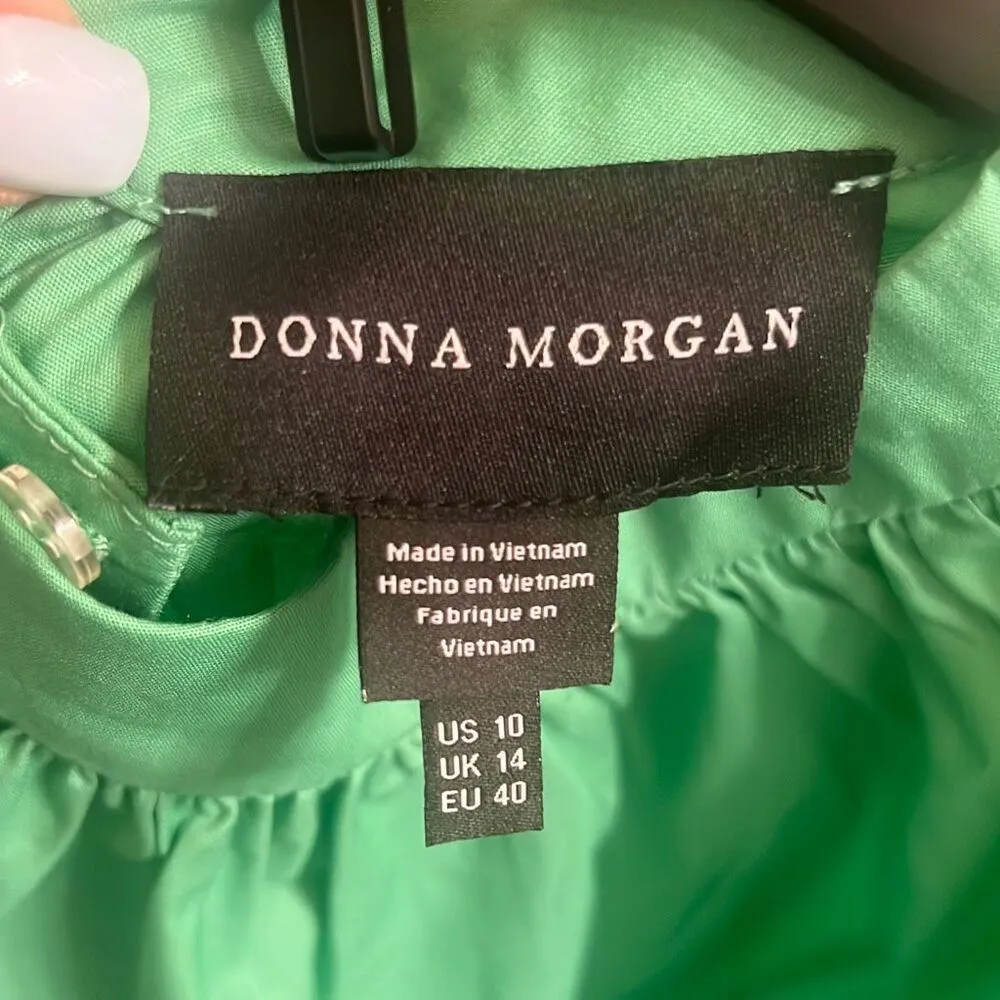 DONNA MORGAN
Made in Vietnam
Hecho en Vietnam
Fabrique en
Vietnam
US 10
UK 14
EU 40